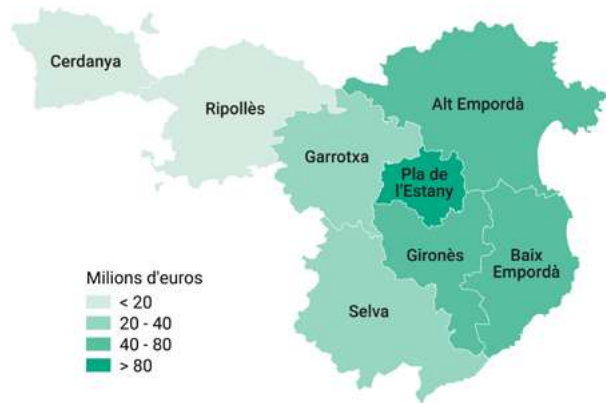 Cerdanya
Ripollès
Alt Empordà
Garrotxa
Pla de
l'Estany
Gironès
Baix
Empordà
Selva
Milions d'euros
< 20
20 - 40
40 - 80
> 80